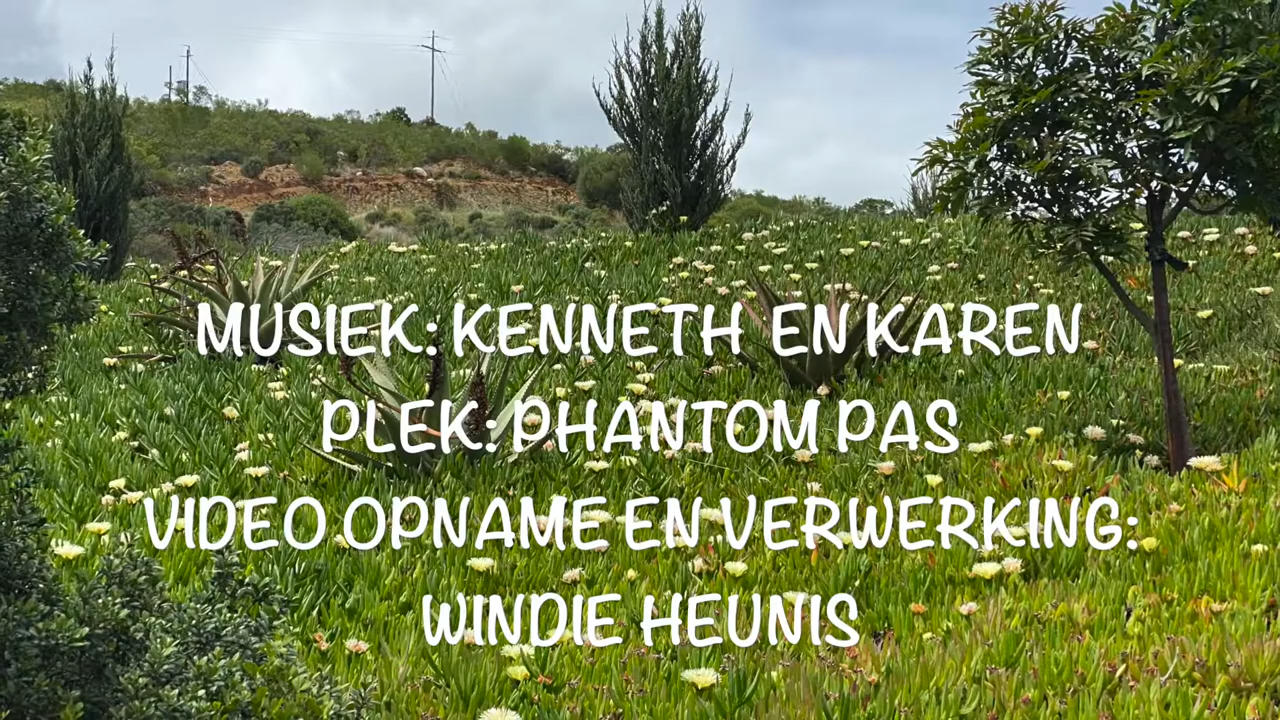 MUSIEK: KENNETH EN KAREN
PLEK: PHANTOM PAS
VIDEO OPNAME EN VERWERKING:
WINDIE HEUNIS